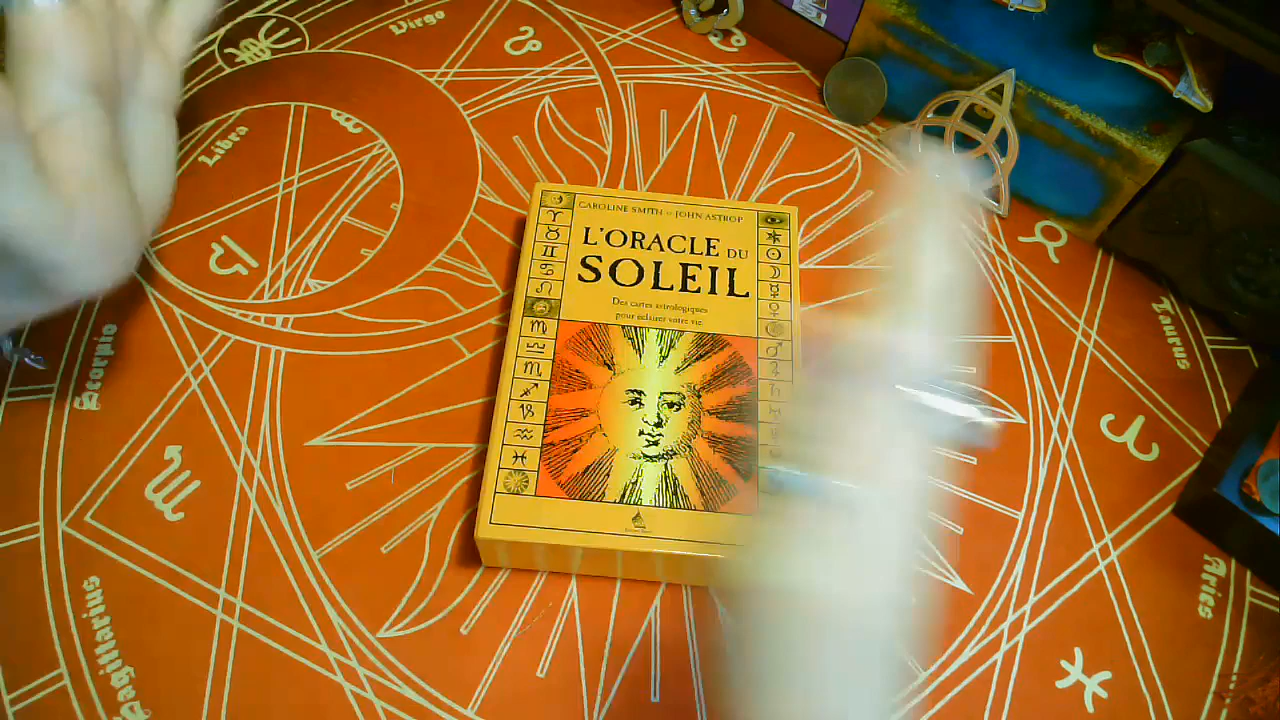 Virgo
Libra
CAROLINE SMITH ET JOHN ASTROP
L'ORACLE DU
SOLEIL
Des cartes astrologiques
pour éclairer votre vie
Taurus
Scorpio
Aries
Sagittarius